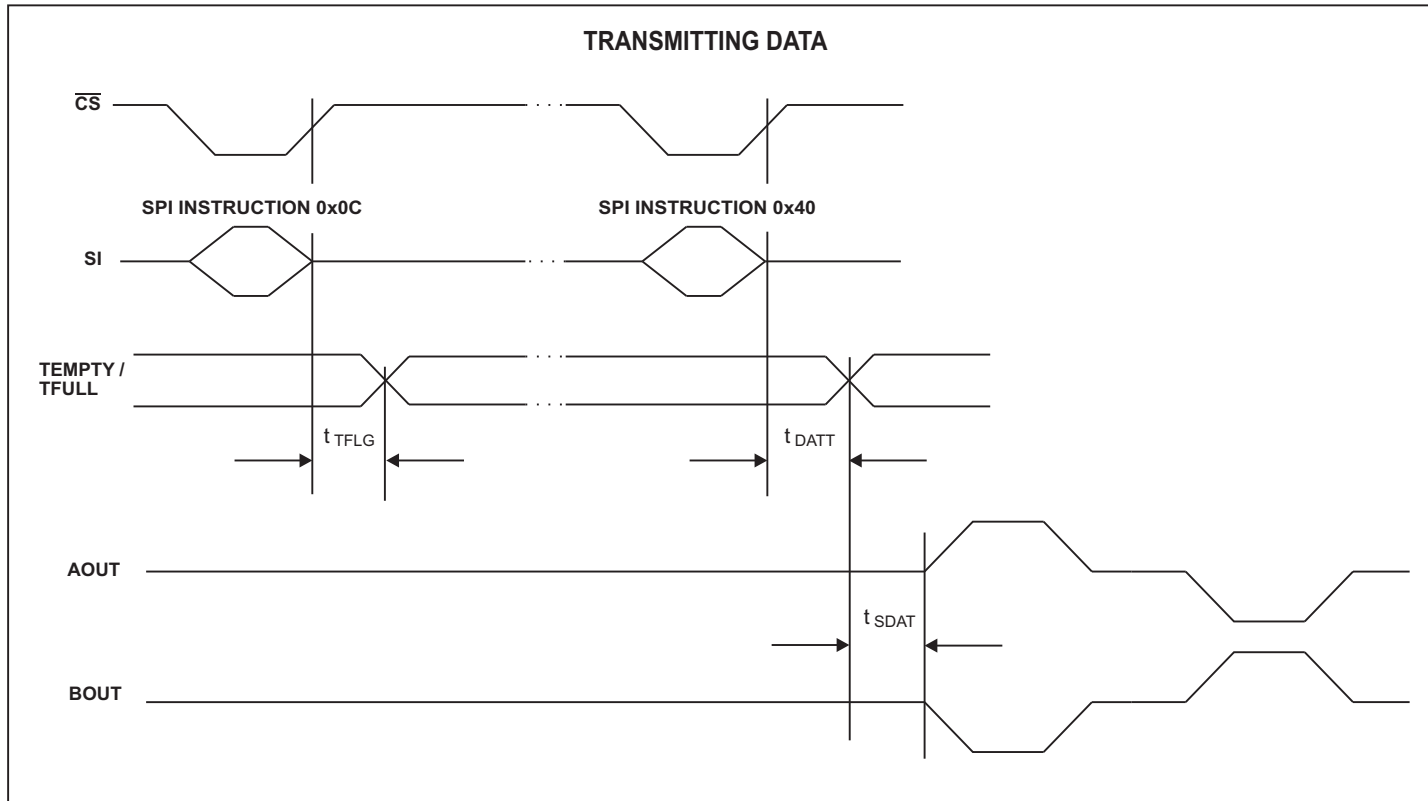 TRANSMITTING DATA
CS
SPI INSTRUCTION 0x0C
SPI INSTRUCTION 0x40
SI
TEMPTY /
TFULL
t TFLG
t DATT
AOUT
t SDAT
BOUT